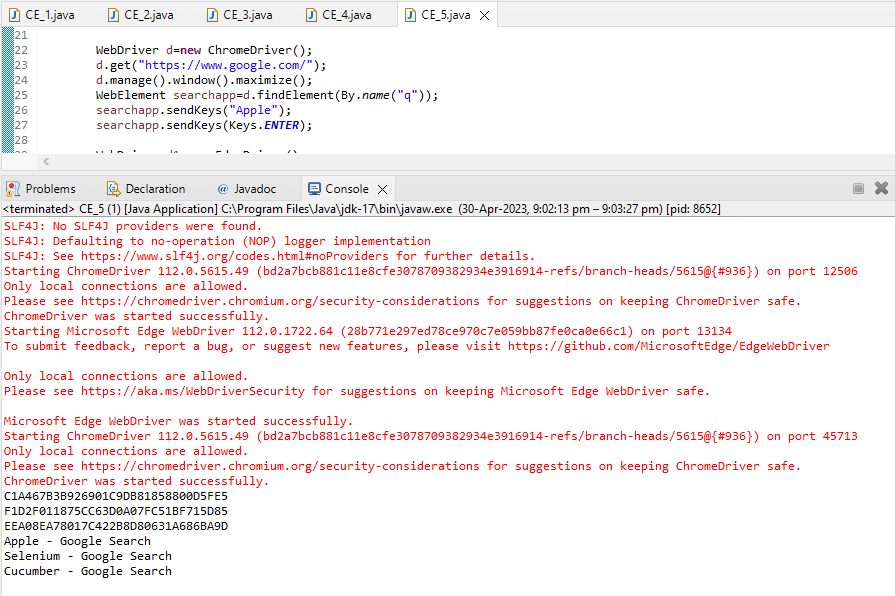 CE_1.java CE_2.java CE_3.java CE_4.java CE_5.java
21
22 WebDriver d=new ChromeDriver();
23 d.get("https://www.google.com/");
24 d.manage().window().maximize();
25 WebElement searchapp=d.findElement(By.name("q"));
26 searchapp.sendKeys("Apple");
27 searchapp.sendKeys(Keys.ENTER);
28
Problems Declaration @ Javadoc Console
<terminated> CE_5 (1) [Java Application] C:\Program Files\Java\jdk-17\bin\javaw.exe (30-Apr-2023, 9:02:13 pm – 9:03:27 pm) [pid: 8652]
SLF4J: No SLF4J providers were found.
SLF4J: Defaulting to no-operation (NOP) logger implementation
SLF4J: See https://www.slf4j.org/codes.html#noProviders for further details.
Starting ChromeDriver 112.0.5615.49 (bd2a7bcb881c11e8cfe3078709382934e3916914-refs/branch-heads/5615@{#936}) on port 12506
Only local connections are allowed.
Please see https://chromedriver.chromium.org/security-considerations for suggestions on keeping ChromeDriver safe.
ChromeDriver was started successfully.
Starting Microsoft Edge WebDriver 112.0.1722.64 (28b771e297ed78ce970c7e059bb87fe0ca0e66c1) on port 13134
To submit feedback, report a bug, or suggest new features, please visit https://github.com/MicrosoftEdge/EdgeWebDriver
Only local connections are allowed.
Please see https://aka.ms/WebDriverSecurity for suggestions on keeping Microsoft Edge WebDriver safe.
Microsoft Edge WebDriver was started successfully.
Starting ChromeDriver 112.0.5615.49 (bd2a7bcb881c11e8cfe3078709382934e3916914-refs/branch-heads/5615@{#936}) on port 45713
Only local connections are allowed.
Please see https://chromedriver.chromium.org/security-considerations for suggestions on keeping ChromeDriver safe.
ChromeDriver was started successfully.
C1A467B3B926901C9DB81858800D5FE5
F1D2F011875CC63D0A07FC51BF715D85
EEA08EA78017C422B8D80631A686BA9D
Apple - Google Search
Selenium - Google Search
Cucumber - Google Search